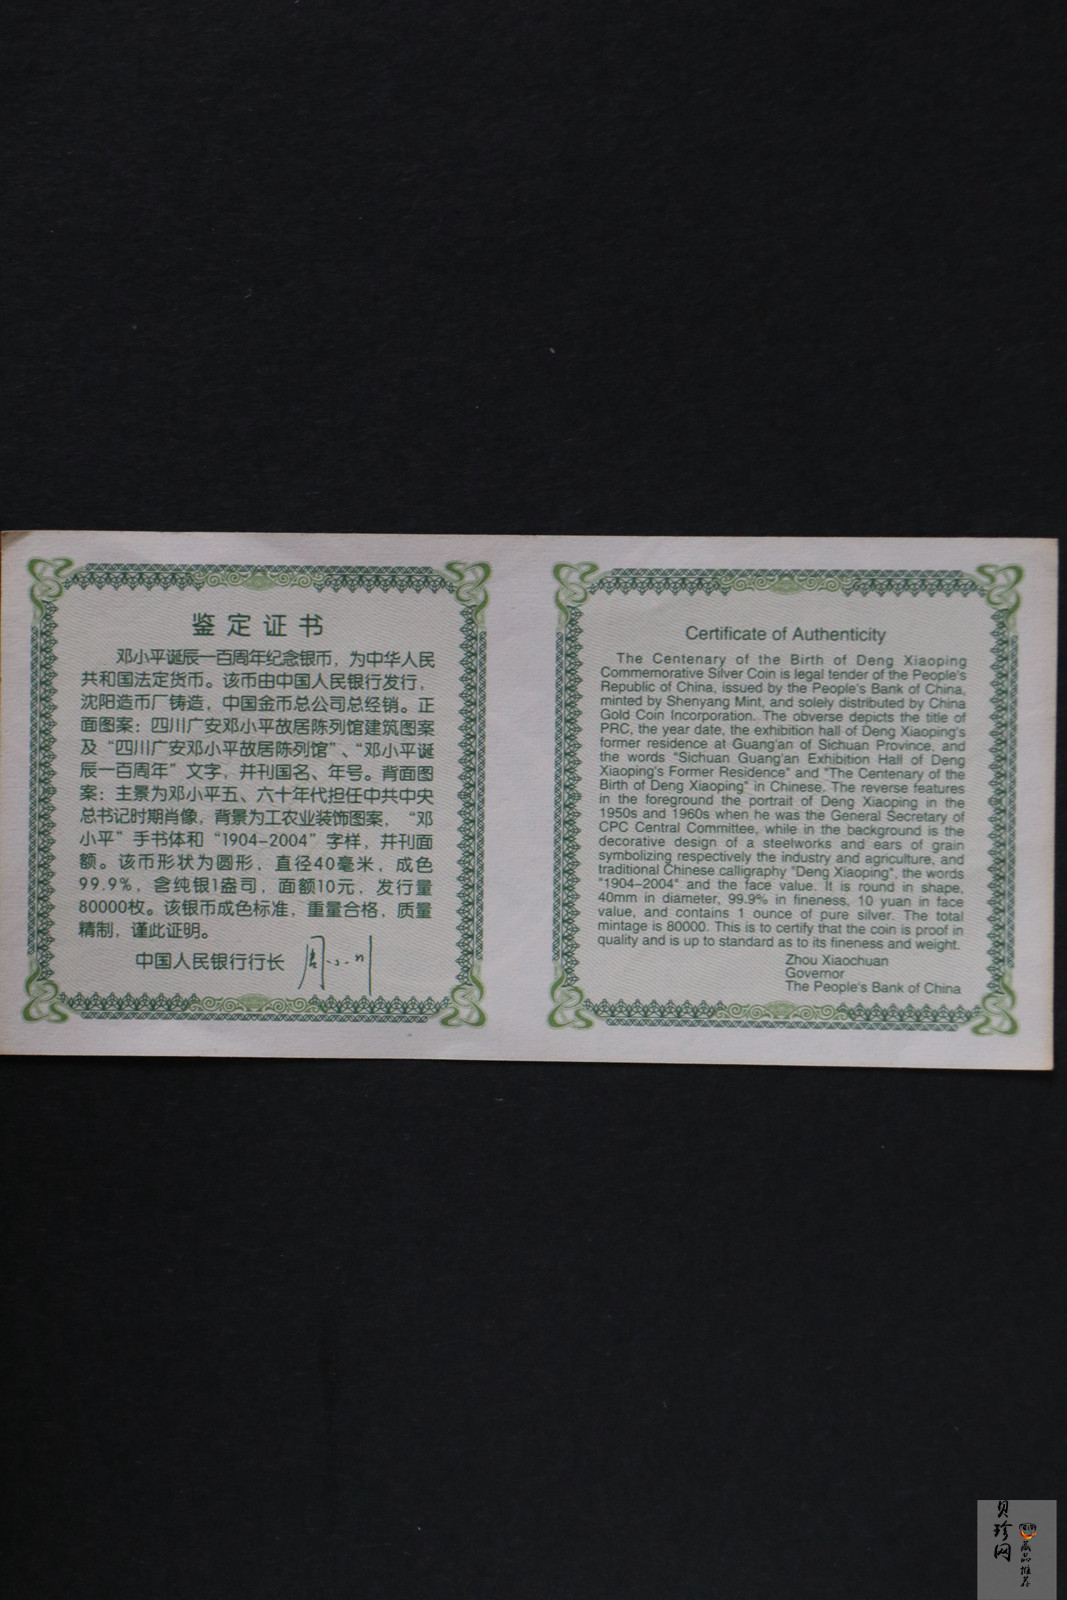 鉴定证书
邓小平诞辰一百周年纪念银币，为中华人民
共和国法定货币。该币由中国人民银行发行，
沈阳造币厂铸造，中国金币总公司总经销。正
面图案：四川广安邓小平故居陈列馆建筑图案
及“四川广安邓小平故居陈列馆”、“邓小平诞
辰一百周年”文字，并刊国名、年号。背面图
案：主景为邓小平五、六十年代担任中共中央
总书记时期肖像，背景为工农业装饰图案，“邓
小平”手书体和“1904-2004”字样，并刊面
额。该币形状为圆形，直径40毫米，成色
99.9%，含纯银1盎司，面额10元，发行量
80000枚。该银币成色标准，重量合格，质量
精制，谨此证明。
中国人民银行行长 周小川
Certificate of Authenticity
The Centenary of the Birth of Deng Xiaoping
Commemorative Silver Coin is legal tender of the People's
Republic of China, issued by the People's Bank of China,
minted by Shenyang Mint, and solely distributed by China
Gold Coin Incorporation. The obverse depicts the title of
PRC, the year date, the exhibition hall of Deng Xiaoping's
former residence at Guang'an of Sichuan Province, and
the words "Sichuan Guang'an Exhibition Hall of Deng
Xiaoping's Former Residence" and "The Centenary of the
Birth of Deng Xiaoping" in Chinese. The reverse features
in the foreground the portrait of Deng Xiaoping in the
1950s and 1960s when he was the General Secretary of
CPC Central Committee, while in the background is the
decorative design of a steelworks and ears of grain
symbolizing respectively the industry and agriculture, and
traditional Chinese calligraphy "Deng Xiaoping", the words
"1904-2004" and the face value. It is round in shape,
40mm in diameter, 99.9% in fineness, 10 yuan in face
value, and contains 1 ounce of pure silver. The total
mintage is 80000. This is to certify that the coin is proof in
quality and is up to standard as to its fineness and weight.
Zhou Xiaochuan
Governor
The People's Bank of China
贝珍网
藏品推荐